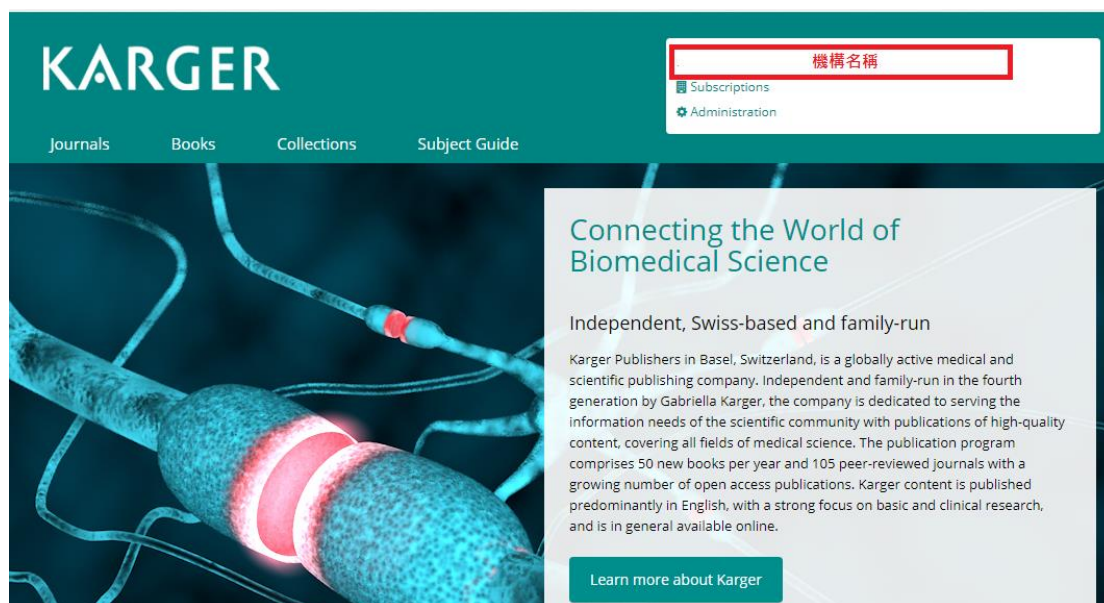 KARGER
機構名稱
Subscriptions
Administration
Journals Books Collections Subject Guide
Connecting the World of
Biomedical Science
Independent, Swiss-based and family-run
Karger Publishers in Basel, Switzerland, is a globally active medical and
scientific publishing company. Independent and family-run in the fourth
generation by Gabriella Karger, the company is dedicated to serving the
information needs of the scientific community with publications of high-quality
content, covering all fields of medical science. The publication program
comprises 50 new books per year and 105 peer-reviewed journals with a
growing number of open access publications. Karger content is published
predominantly in English, with a strong focus on basic and clinical research,
and is in general available online.
Learn more about Karger